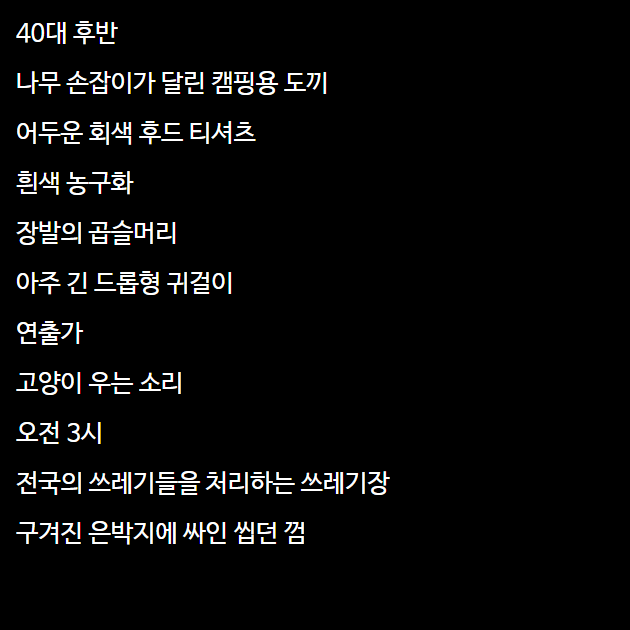 40대 후반
나무 손잡이가 달린 캠핑용 도끼
어두운 회색 후드 티셔츠
흰색 농구화
장발의 곱슬머리
아주 긴 드롭형 귀걸이
연출가
고양이 우는 소리
오전 3시
전국의 쓰레기들을 처리하는 쓰레기장
구겨진 은박지에 싸인 씹던 껌